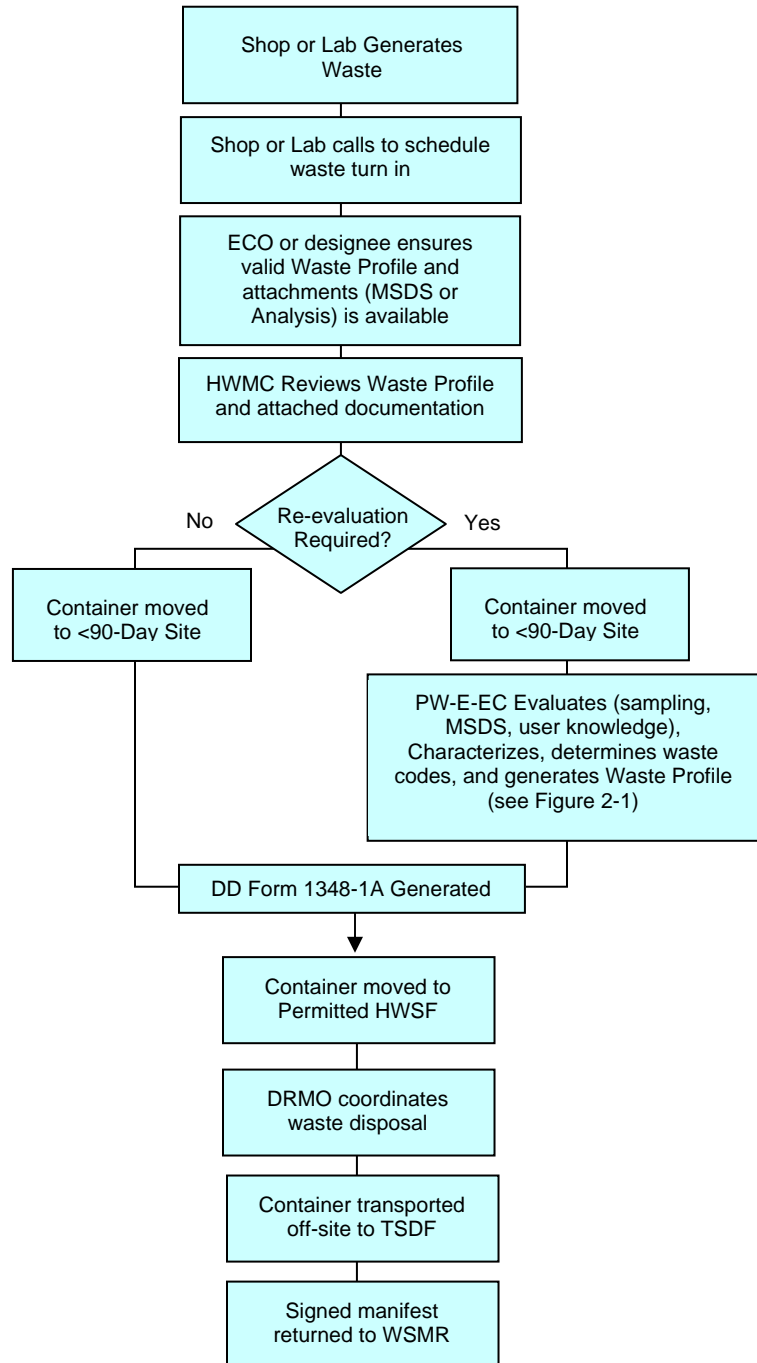 Shop or Lab Generates
Waste
Shop or Lab calls to schedule
waste turn in
ECO or designee ensures
valid Waste Profile and
attachments (MSDS or
Analysis) is available
HWMC Reviews Waste Profile
and attached documentation
No
Re-evaluation
Required?
Yes
Container moved
to <90-Day Site
Container moved
to <90-Day Site
PW-E-EC Evaluates (sampling,
MSDS, user knowledge),
Characterizes, determines waste
codes, and generates Waste Profile
(see Figure 2-1)
DD Form 1348-1A Generated
Container moved to
Permitted HWSF
DRMO coordinates
waste disposal
Container transported
off-site to TSDF
Signed manifest
returned to WSMR